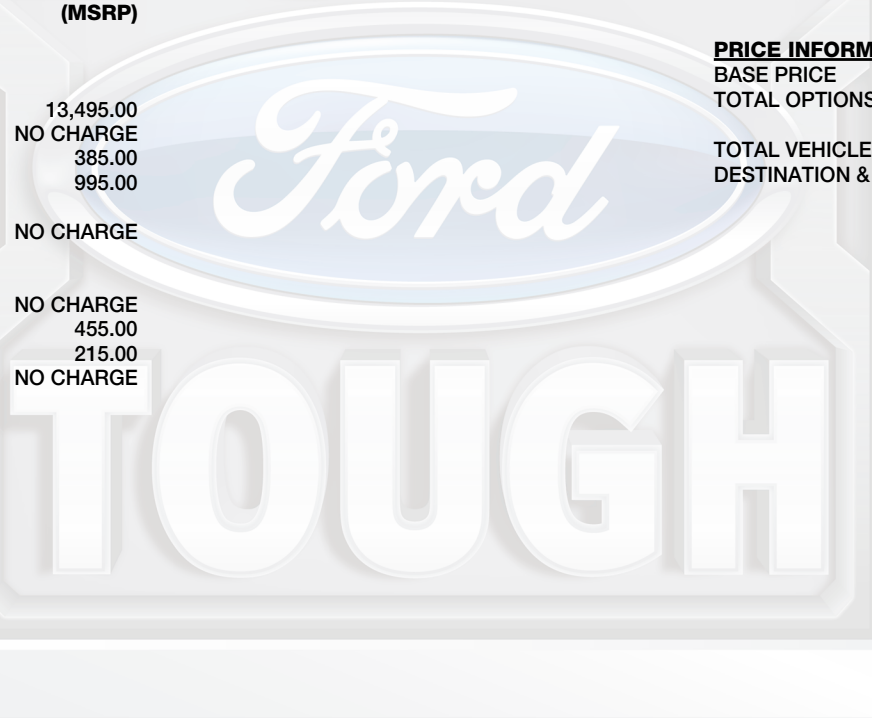 (MSRP)
13,495.00
NO CHARGE
385.00
995.00
NO CHARGE
NO CHARGE
455.00
215.00
NO CHARGE
PRICE INFORM
BASE PRICE
TOTAL OPTIONS
TOTAL VEHICLE
DESTINATION &
Ford
TOUGH